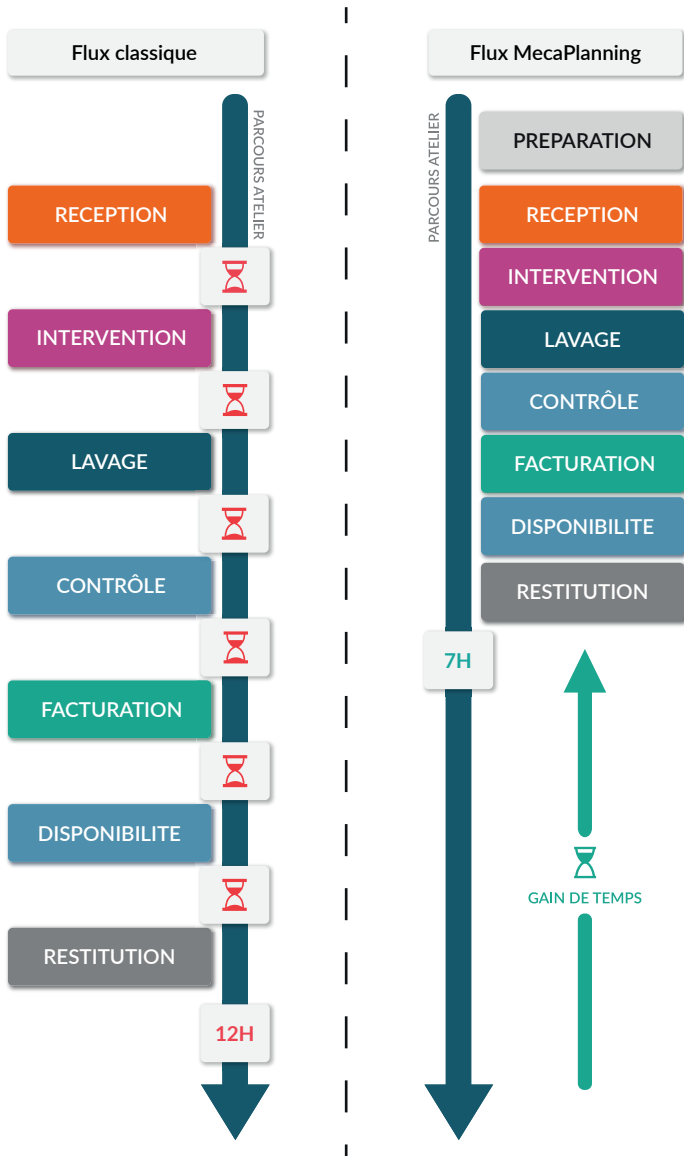 Flux classique
PARCOURS ATELIER
RECEPTION
INTERVENTION
LAVAGE
CONTRÔLE
FACTURATION
DISPONIBILITE
RESTITUTION
12H
Flux MecaPlanning
PARCOURS ATELIER
PREPARATION
RECEPTION
INTERVENTION
LAVAGE
CONTRÔLE
FACTURATION
DISPONIBILITE
RESTITUTION
7H
GAIN DE TEMPS